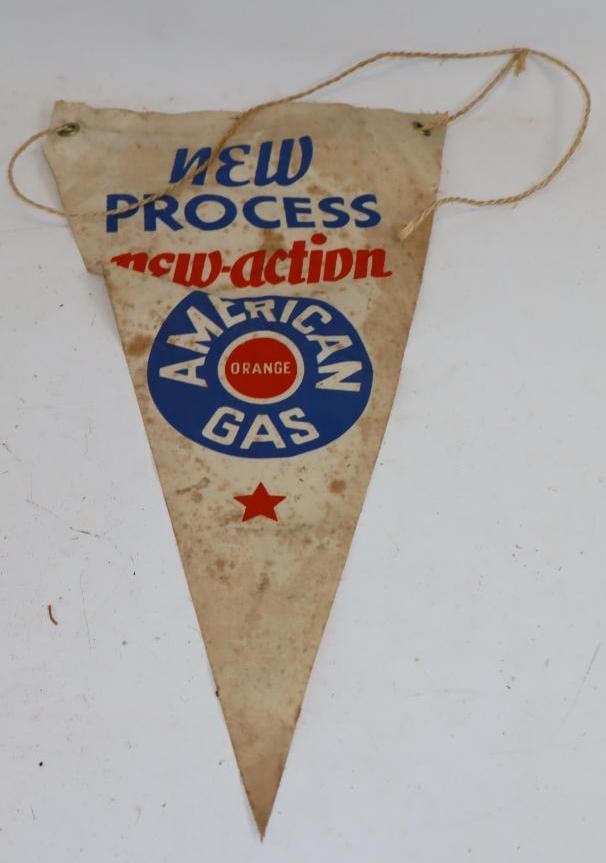 nEW
PROCESS
new-action
AMERICAN
ORANGE
GAS